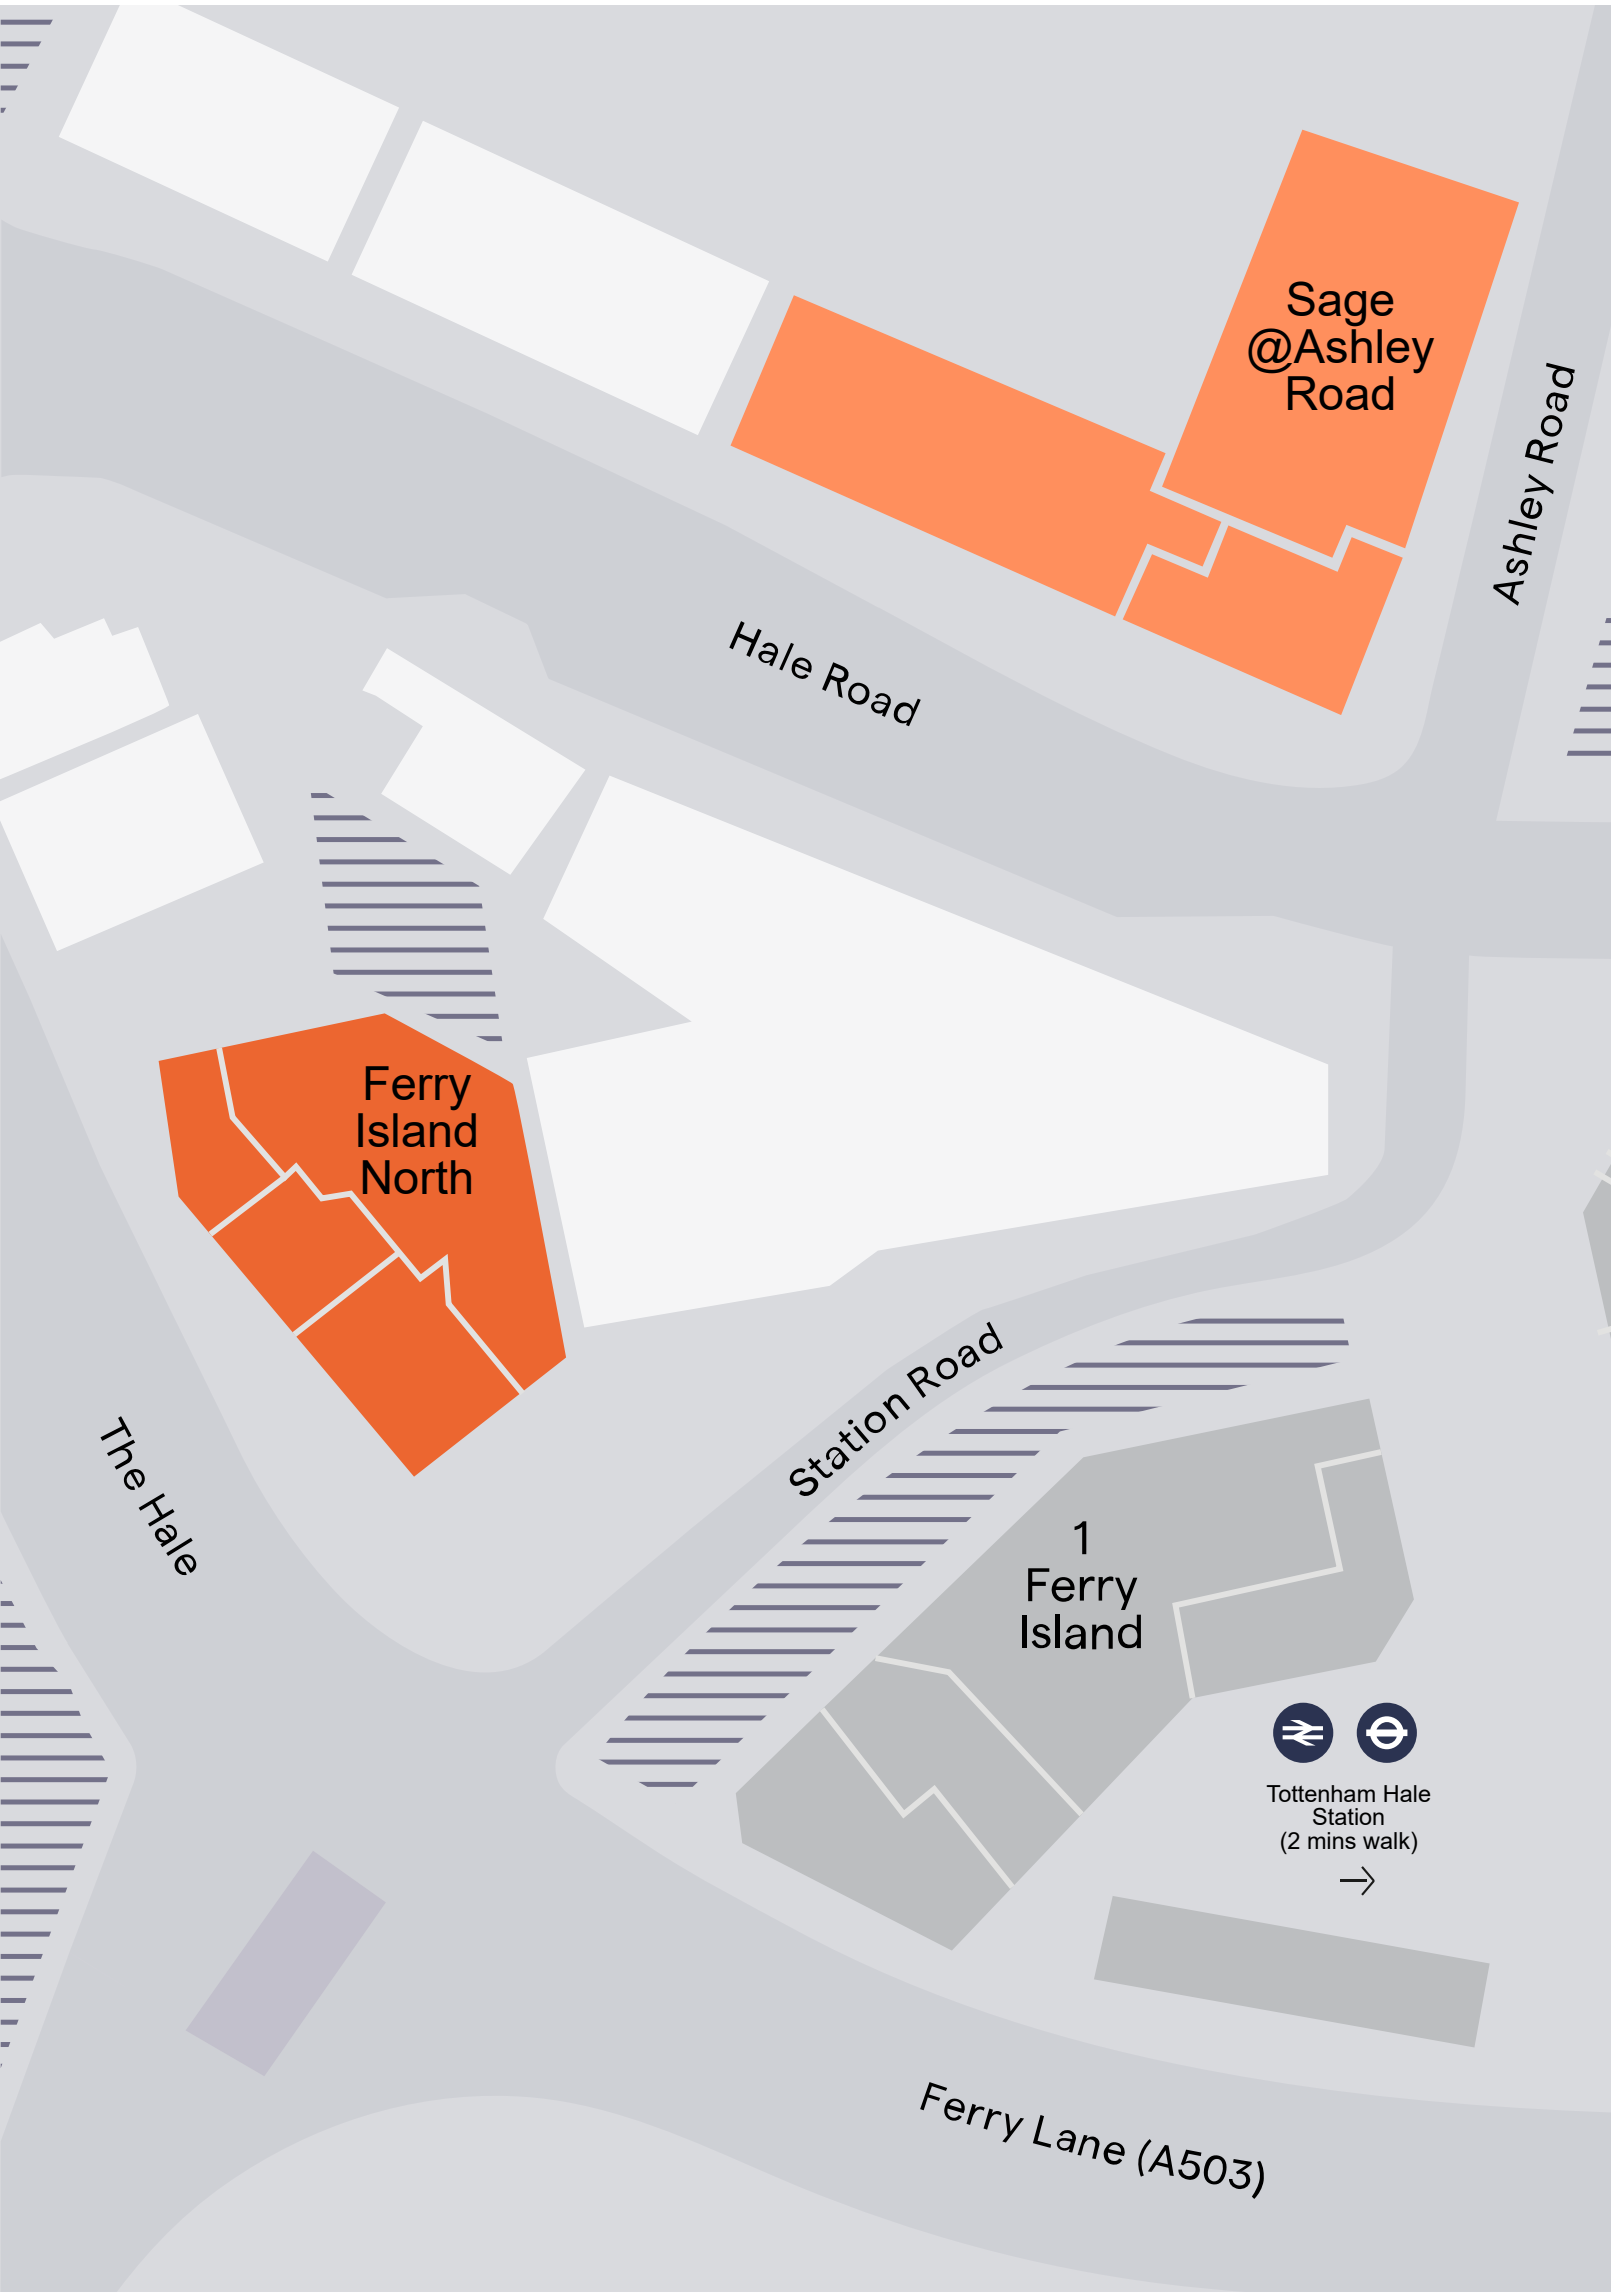 Sage
@Ashley
Road
Ashley Road
Hale Road
Ferry
Island
North
Station Road
The Hale
1
Ferry
Island
Tottenham Hale
Station
(2 mins walk)
Ferry Lane (A503)